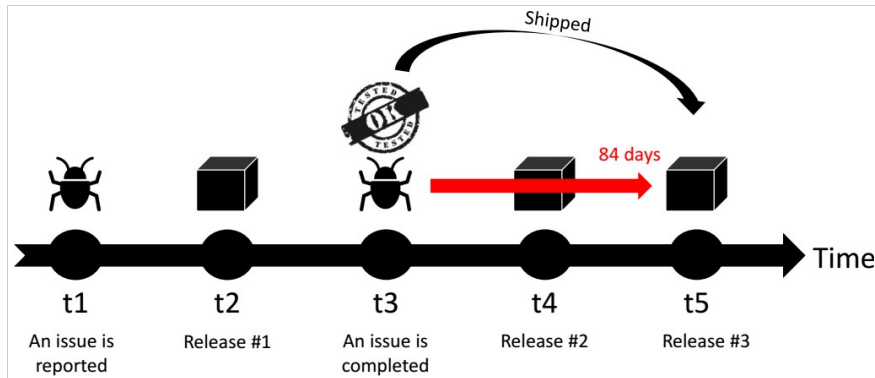 Shipped
TESTED
OK
TESTED
84 days
Time
t1
t2
t3
t4
t5
An issue is
reported
Release #1
An issue is
completed
Release #2
Release #3